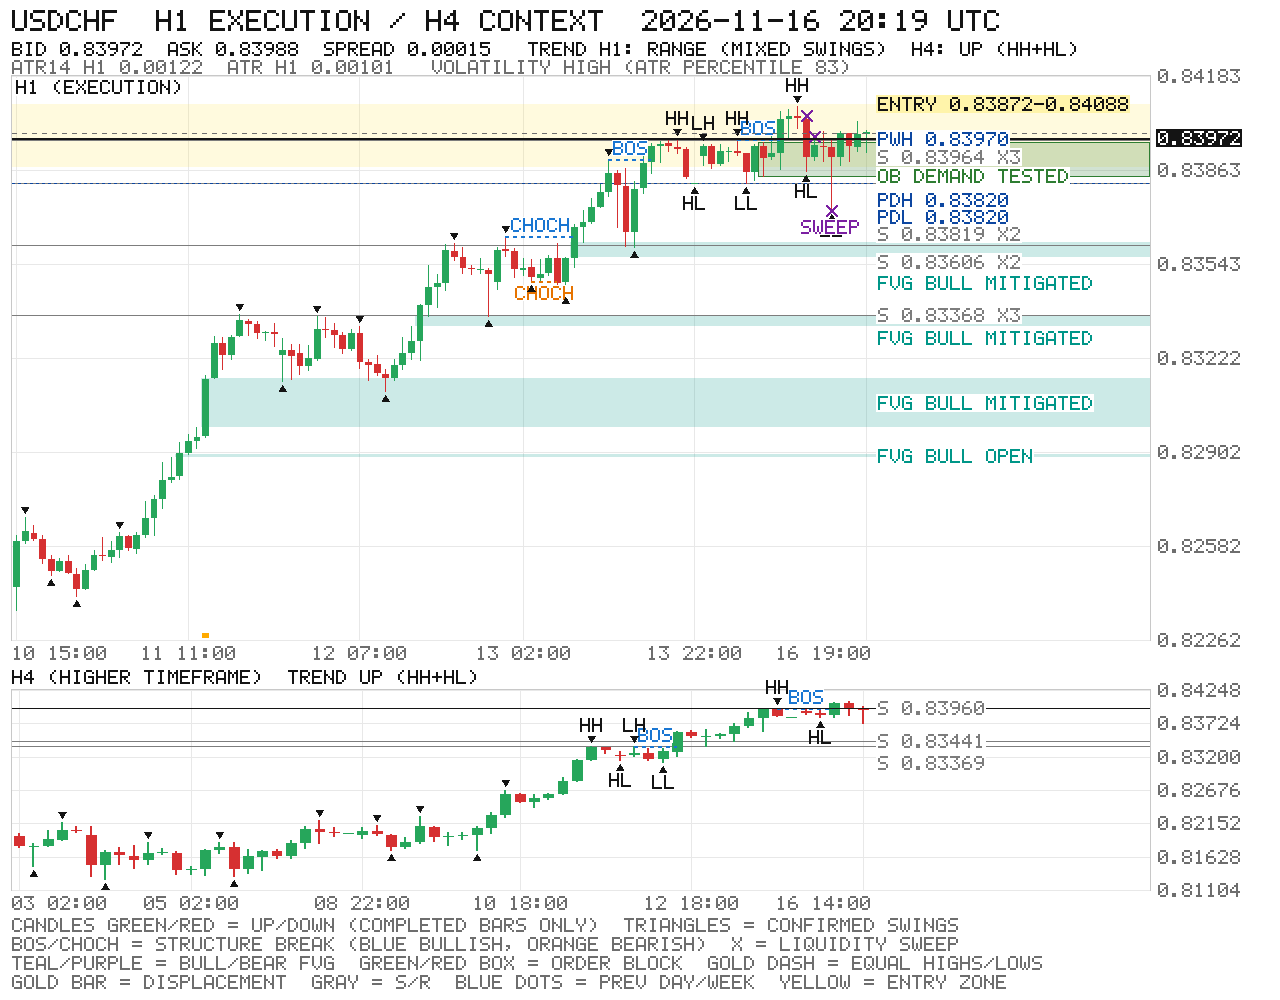 USDCHF  H1 EXECUTION / H4 CONTEXT  2026-11-16 20:19 UTC
BID 0.83972  ASK 0.83988  SPREAD 0.00015   TREND H1: RANGE (MIXED SWINGS)  H4: UP (HH+HL)
ATR14 H1 0.00122  ATR H1 0.00101   VOLATILITY HIGH (ATR PERCENTILE 83)
H1 (EXECUTION)
0.84183
HH
ENTRY 0.83872-0.84088
HH LH HH
BOS
PWH 0.83970
0.83972
BOS
S 0.83964 X3
0.83863
OB DEMAND TESTED
HL
HL
LL
PDH 0.83820
PDL 0.83820
CHOCH
SWEEP
S 0.83819 X2
S 0.83606 X2
0.83543
FVG BULL MITIGATED
CHOCH
S 0.83368 X3
FVG BULL MITIGATED
0.83222
FVG BULL MITIGATED
0.82902
FVG BULL OPEN
0.82582
0.82262
10 15:00  11 11:00  12 07:00  13 02:00  13 22:00  16 19:00
H4 (HIGHER TIMEFRAME)  TREND UP (HH+HL)
0.84248
HH
BOS
S 0.83960
HH
LH
0.83724
BOS
HL
S 0.83441
0.83200
S 0.83369
HL
LL
0.82676
0.82152
0.81628
0.81104
03 02:00  05 02:00  08 22:00  10 18:00  12 18:00  16 14:00
CANDLES GREEN/RED = UP/DOWN (COMPLETED BARS ONLY)  TRIANGLES = CONFIRMED SWINGS
BOS/CHOCH = STRUCTURE BREAK (BLUE BULLISH, ORANGE BEARISH)  X = LIQUIDITY SWEEP
TEAL/PURPLE = BULL/BEAR FVG  GREEN/RED BOX = ORDER BLOCK  GOLD DASH = EQUAL HIGHS/LOWS
GOLD BAR = DISPLACEMENT  GRAY = S/R  BLUE DOTS = PREV DAY/WEEK  YELLOW = ENTRY ZONE